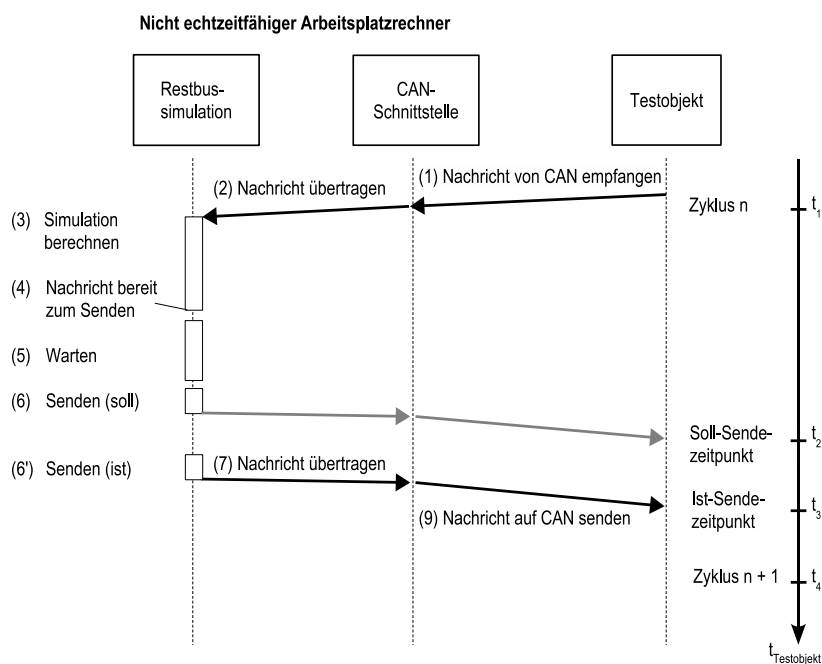 Nicht echtzeitfähiger Arbeitsplatzrechner
Restbus-
simulation
CAN-
Schnittstelle
Testobjekt
(1) Nachricht von CAN empfangen
(2) Nachricht übertragen
Zyklus n
t1
(3) Simulation
berechnen
(4) Nachricht bereit
zum Senden
(5) Warten
(6) Senden (soll)
Soll-Sende-
zeitpunkt
t2
(6') Senden (ist)
(7) Nachricht übertragen
(9) Nachricht auf CAN senden
Ist-Sende-
zeitpunkt
t3
Zyklus n + 1
t4
tTestobjekt